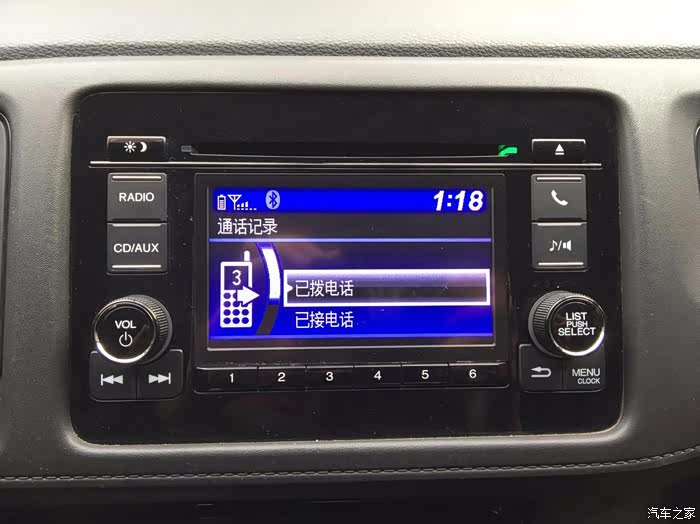 1:18
RADIO
通话记录
CD/AUX
♪/
3
已拨电话
已接电话
VOL
LIST
PUSH
SELECT
1 2 3 4 5 6
MENU
CLOCK
汽车之家